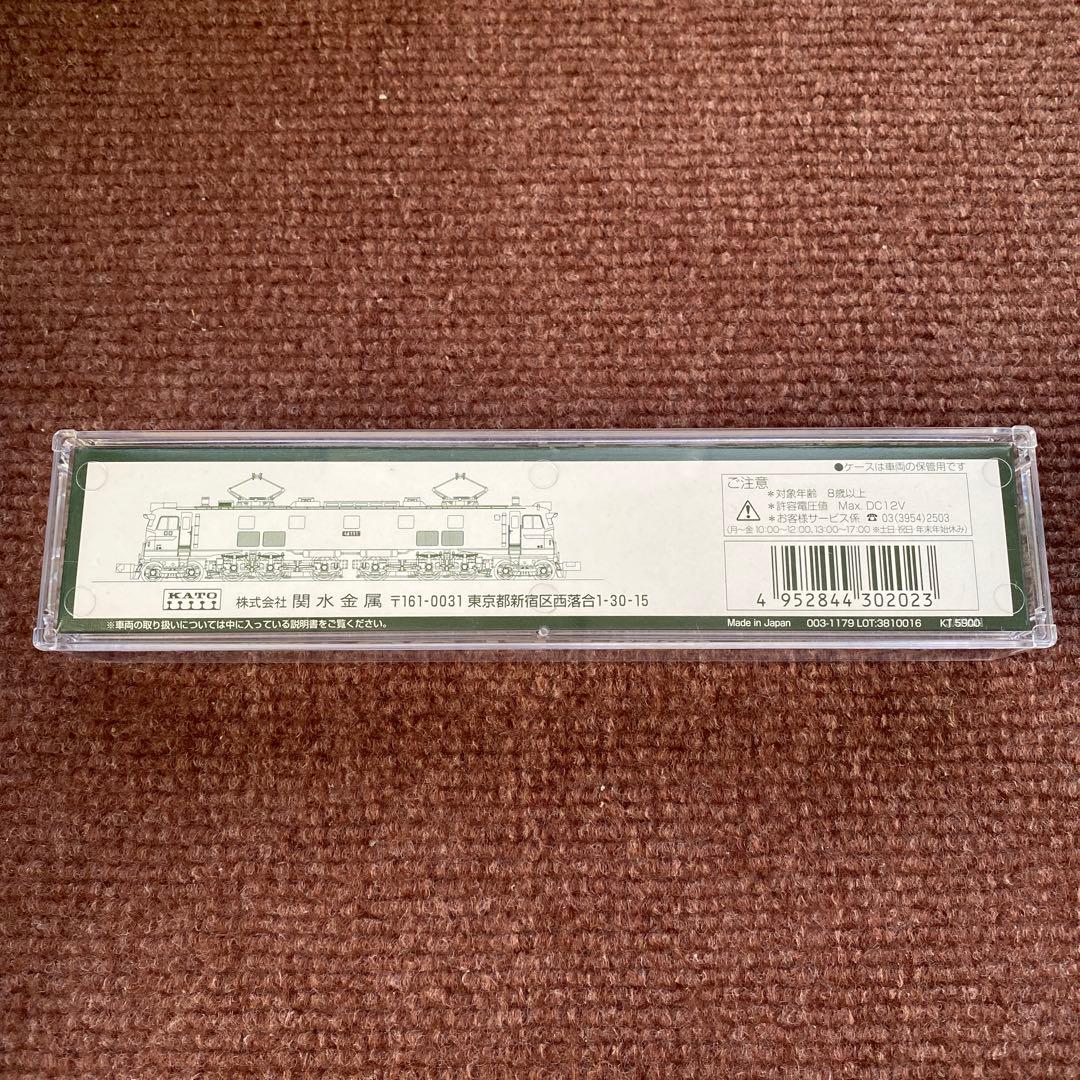 ●ケースは車両の保管用です
ご注意
＊対象年齢 8歳以上
＊許容電圧値 Max. DC12V
＊お客様サービス係 ☎ 03(3954)2503
(月〜金 10:00〜12:00、13:00〜17:00 ※土日・祝日・年末年始休み)
KATO
株式会社 関水金属 〒161-0031 東京都新宿区西落合1-30-15
4 952844 302023
※車両の取り扱いについては中に入っている説明書をご覧ください。
Made in Japan 003-1179 LOT:3810016 KT 5900